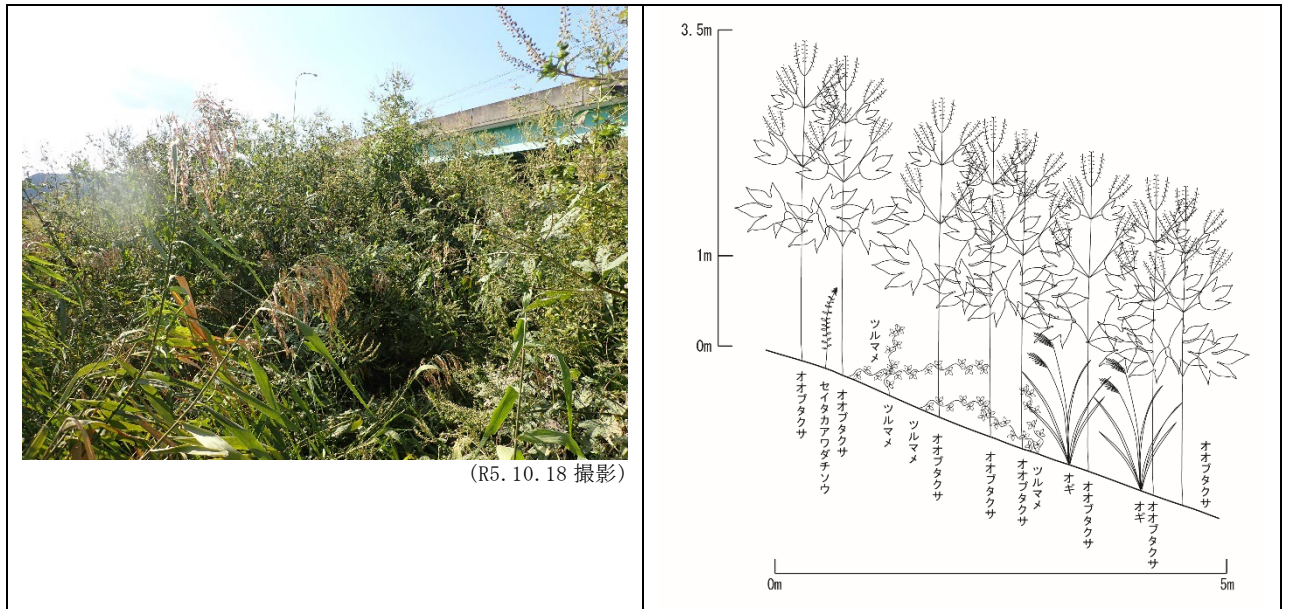 (R5.10.18 撮影)
3.5m
1m
0m
オオブタクサ
セイタカアワダチソウ
オオブタクサ
ツルマメ
ツルマメ
ツルマメ
オオブタクサ
オオブタクサ
オオブタクサ
ツルマメ
オギ
オオブタクサ
オギ
オオブタクサ
オオブタクサ
0m
5m